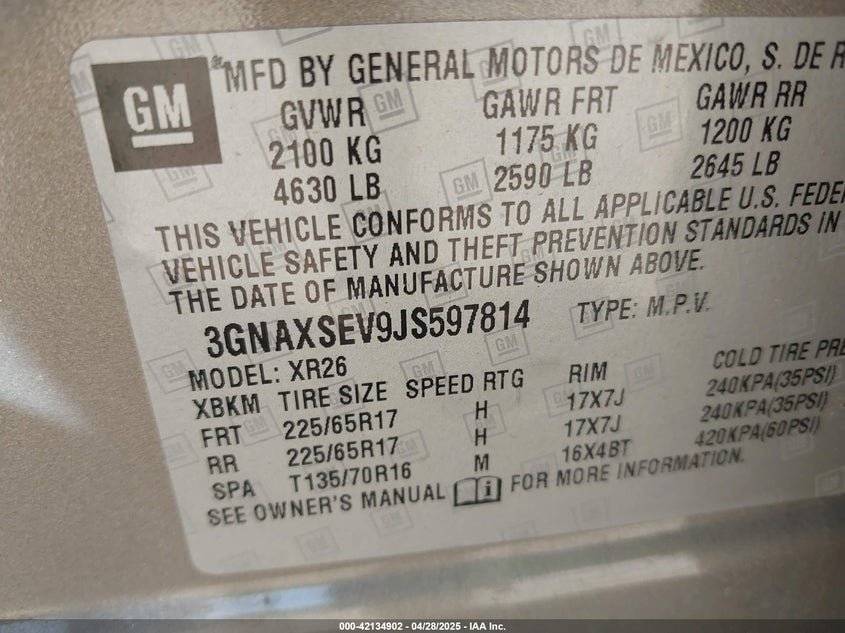 GM
MFD BY GENERAL MOTORS DE MEXICO, S. DE R
GVWR GAWR FRT GAWR RR
2100 KG 1175 KG 1200 KG
4630 LB 2590 LB 2645 LB
THIS VEHICLE CONFORMS TO ALL APPLICABLE U.S. FEDE
VEHICLE SAFETY AND THEFT PREVENTION STANDARDS IN
THE DATE OF MANUFACTURE SHOWN ABOVE.
3GNAXSEV9JS597814 TYPE: M.P.V.
MODEL: XR26
XBKM TIRE SIZE SPEED RTG RIM COLD TIRE PRE
FRT 225/65R17 H 17X7J 240KPA(35PSI)
RR 225/65R17 H 17X7J 240KPA(35PSI)
SPA T135/70R16 M 16X4BT 420KPA(60PSI)
SEE OWNER'S MANUAL FOR MORE INFORMATION.
000-42134902 | 04/28/2025 - IAA Inc.